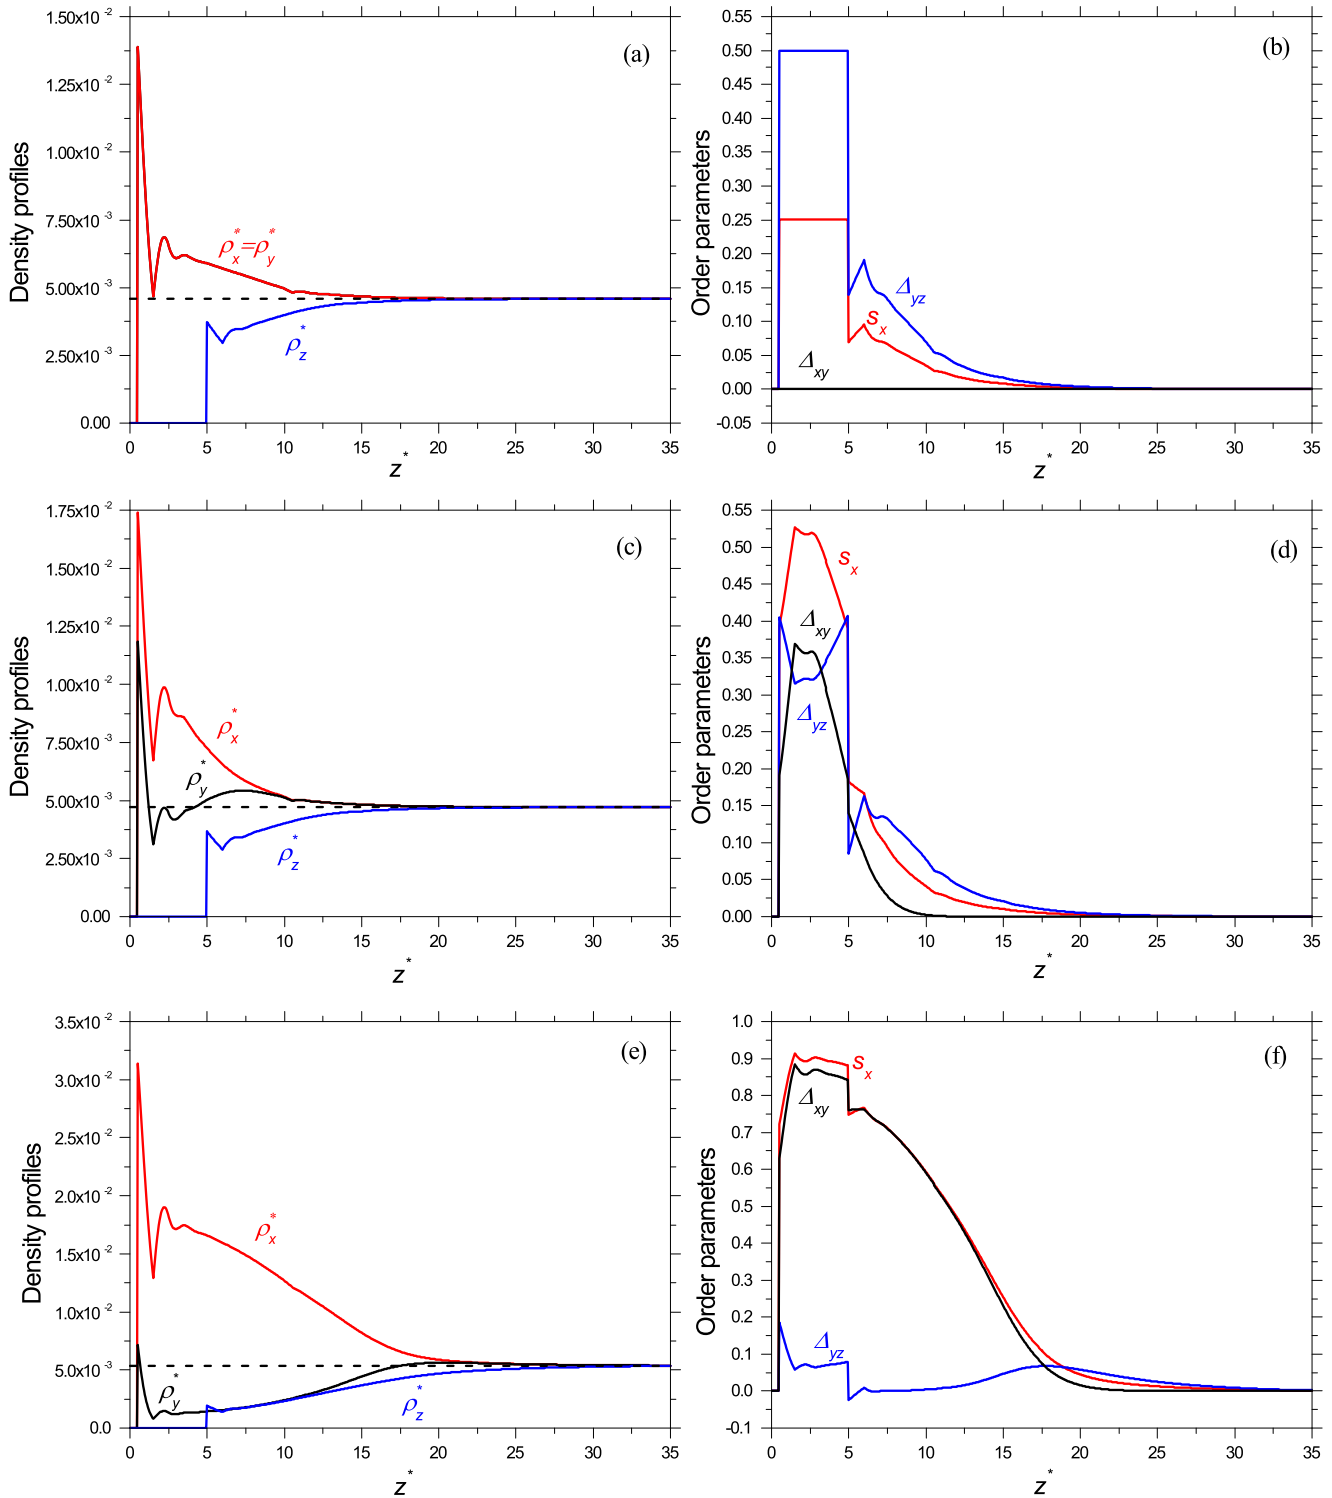 (a)
Density profiles
1.50x10⁻²
1.25x10⁻²
1.00x10⁻²
7.50x10⁻³
5.00x10⁻³
2.50x10⁻³
0.00
ρx*=ρy*
ρz*
0 5 10 15 20 25 30 35
z*
(b)
Order parameters
0.55
0.50
0.45
0.40
0.35
0.30
0.25
0.20
0.15
0.10
0.05
0.00
-0.05
Δyz
Sx
Δxy
0 5 10 15 20 25 30 35
z*
(c)
Density profiles
1.75x10⁻²
1.50x10⁻²
1.25x10⁻²
1.00x10⁻²
7.50x10⁻³
5.00x10⁻³
2.50x10⁻³
0.00
ρx*
ρy*
ρz*
0 5 10 15 20 25 30 35
z*
(d)
Order parameters
0.55
0.50
0.45
0.40
0.35
0.30
0.25
0.20
0.15
0.10
0.05
0.00
Sx
Δxy
Δyz
0 5 10 15 20 25 30 35
z*
(e)
Density profiles
3.5x10⁻²
3.0x10⁻²
2.5x10⁻²
2.0x10⁻²
1.5x10⁻²
1.0x10⁻²
5.0x10⁻³
0.0
ρx*
ρy*
ρz*
0 5 10 15 20 25 30 35
z*
(f)
Order parameters
1.0
0.9
0.8
0.7
0.6
0.5
0.4
0.3
0.2
0.1
0.0
-0.1
Sx
Δxy
Δyz
0 5 10 15 20 25 30 35
z*